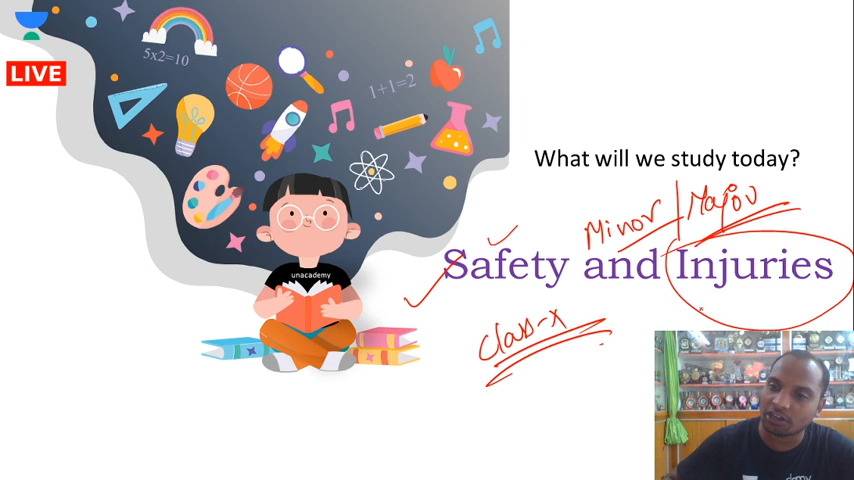 LIVE
5x2=10
1+1=2
What will we study today?
Minor/Major
Safety and Injuries
unacademy
class-x